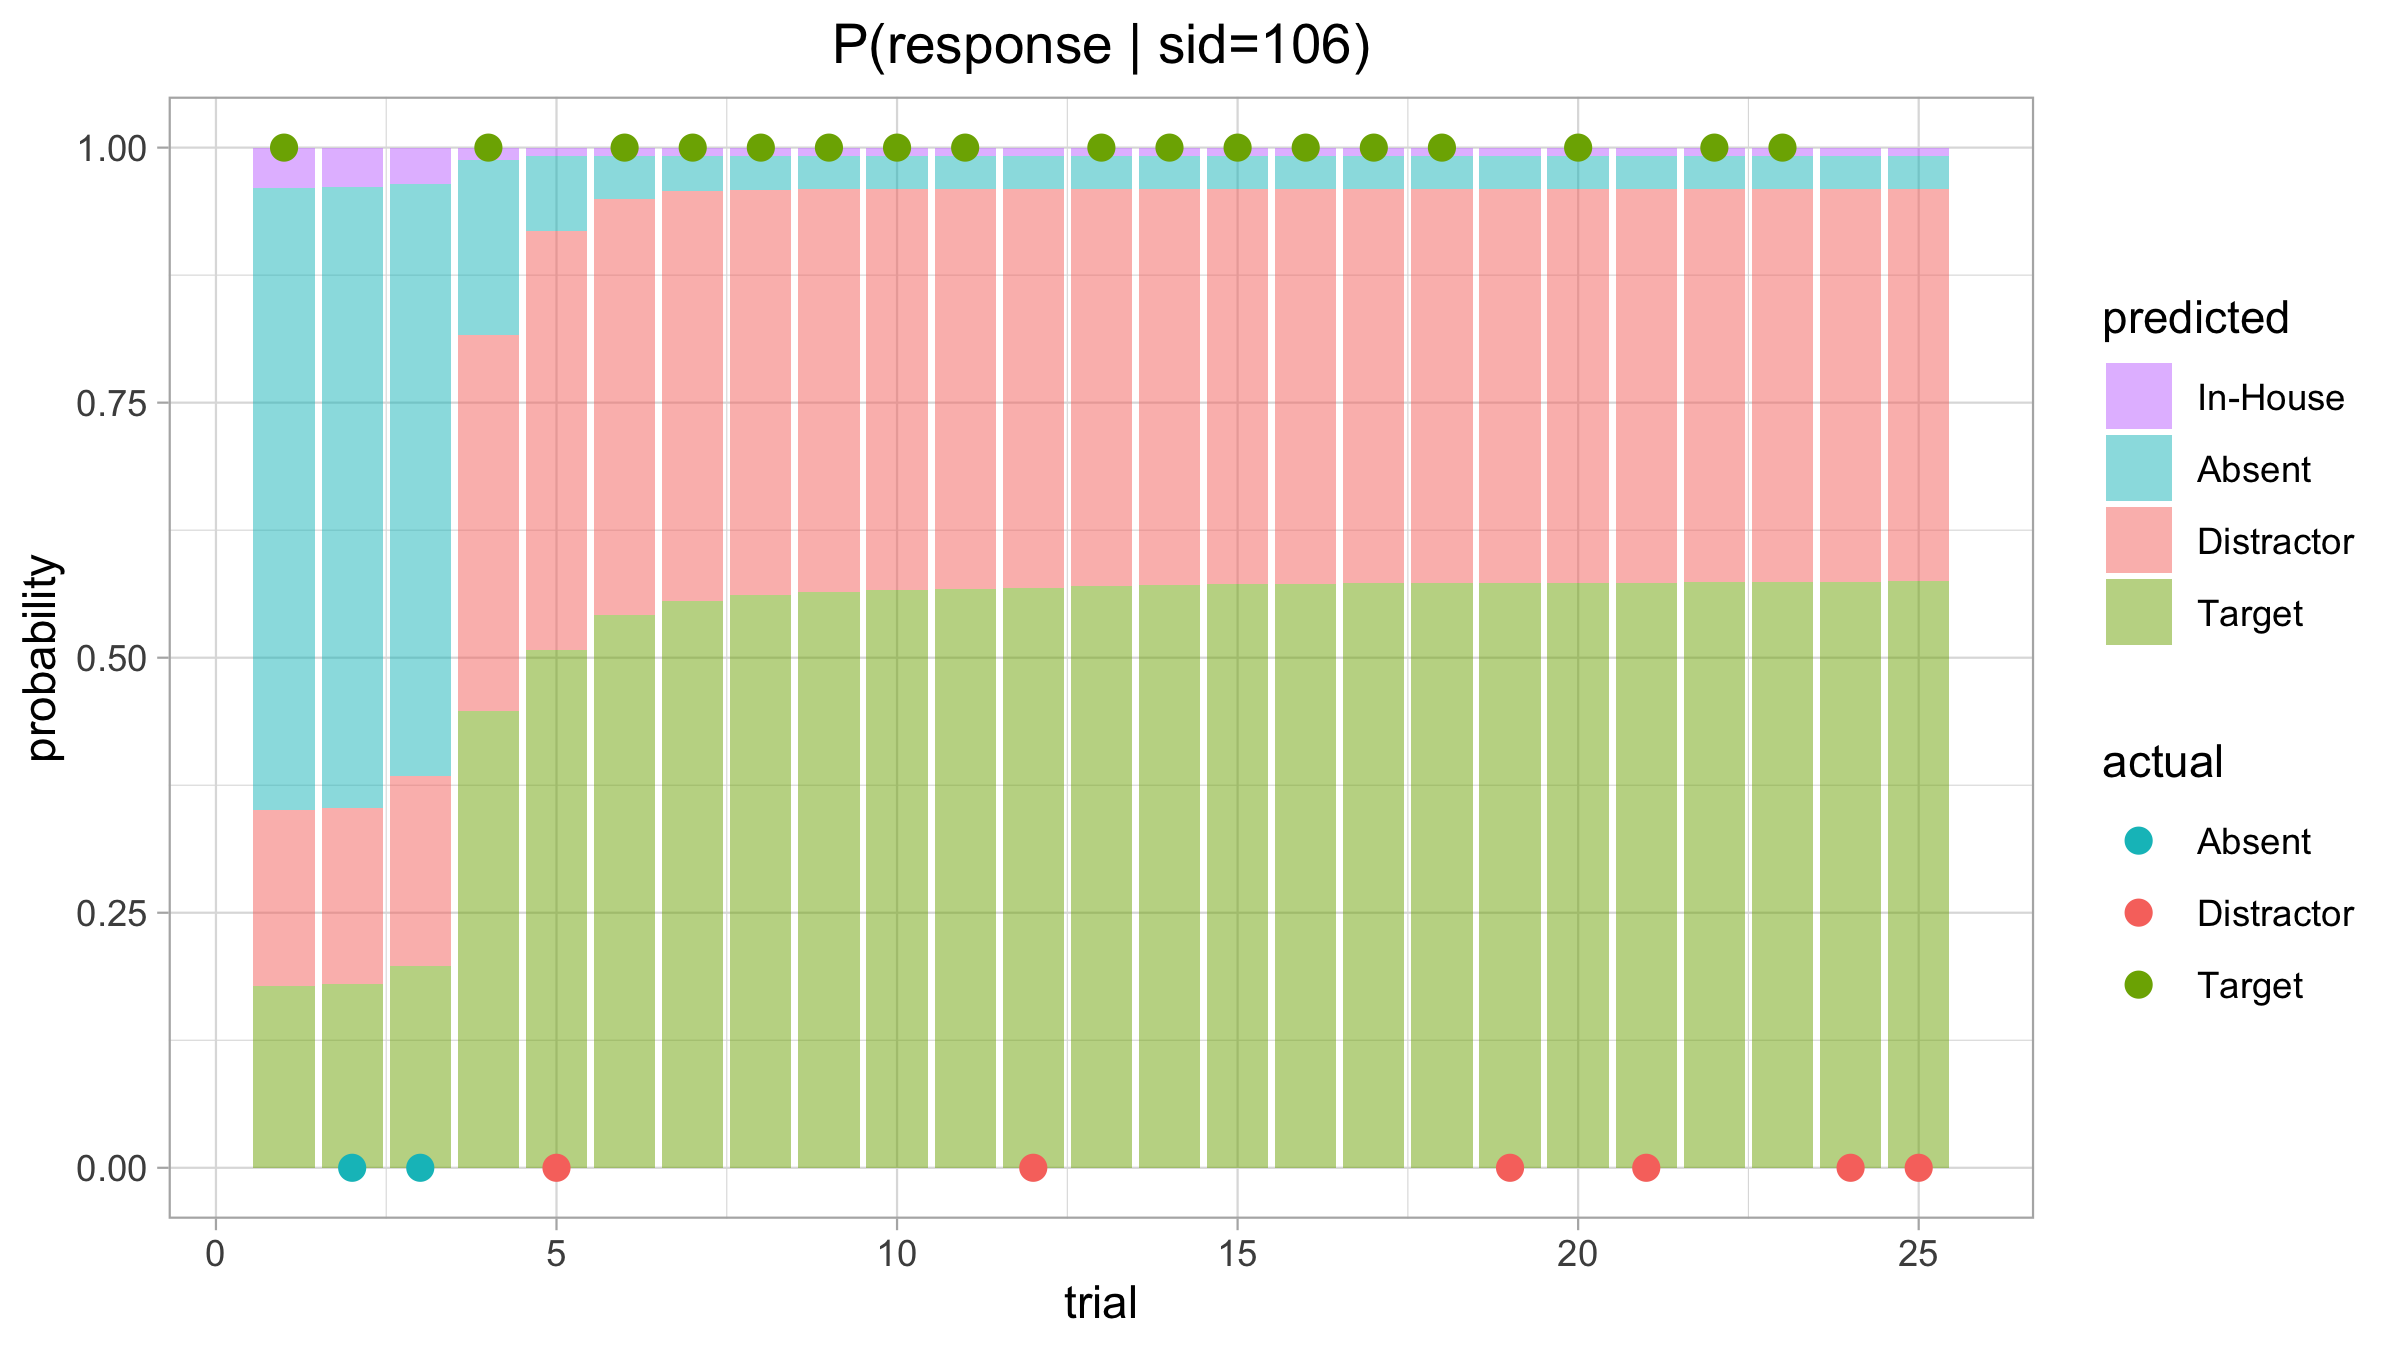 P(response | sid=106)
probability
1.00
0.75
0.50
0.25
0.00
0 5 10 15 20 25
trial
predicted
In-House
Absent
Distractor
Target
actual
Absent
Distractor
Target